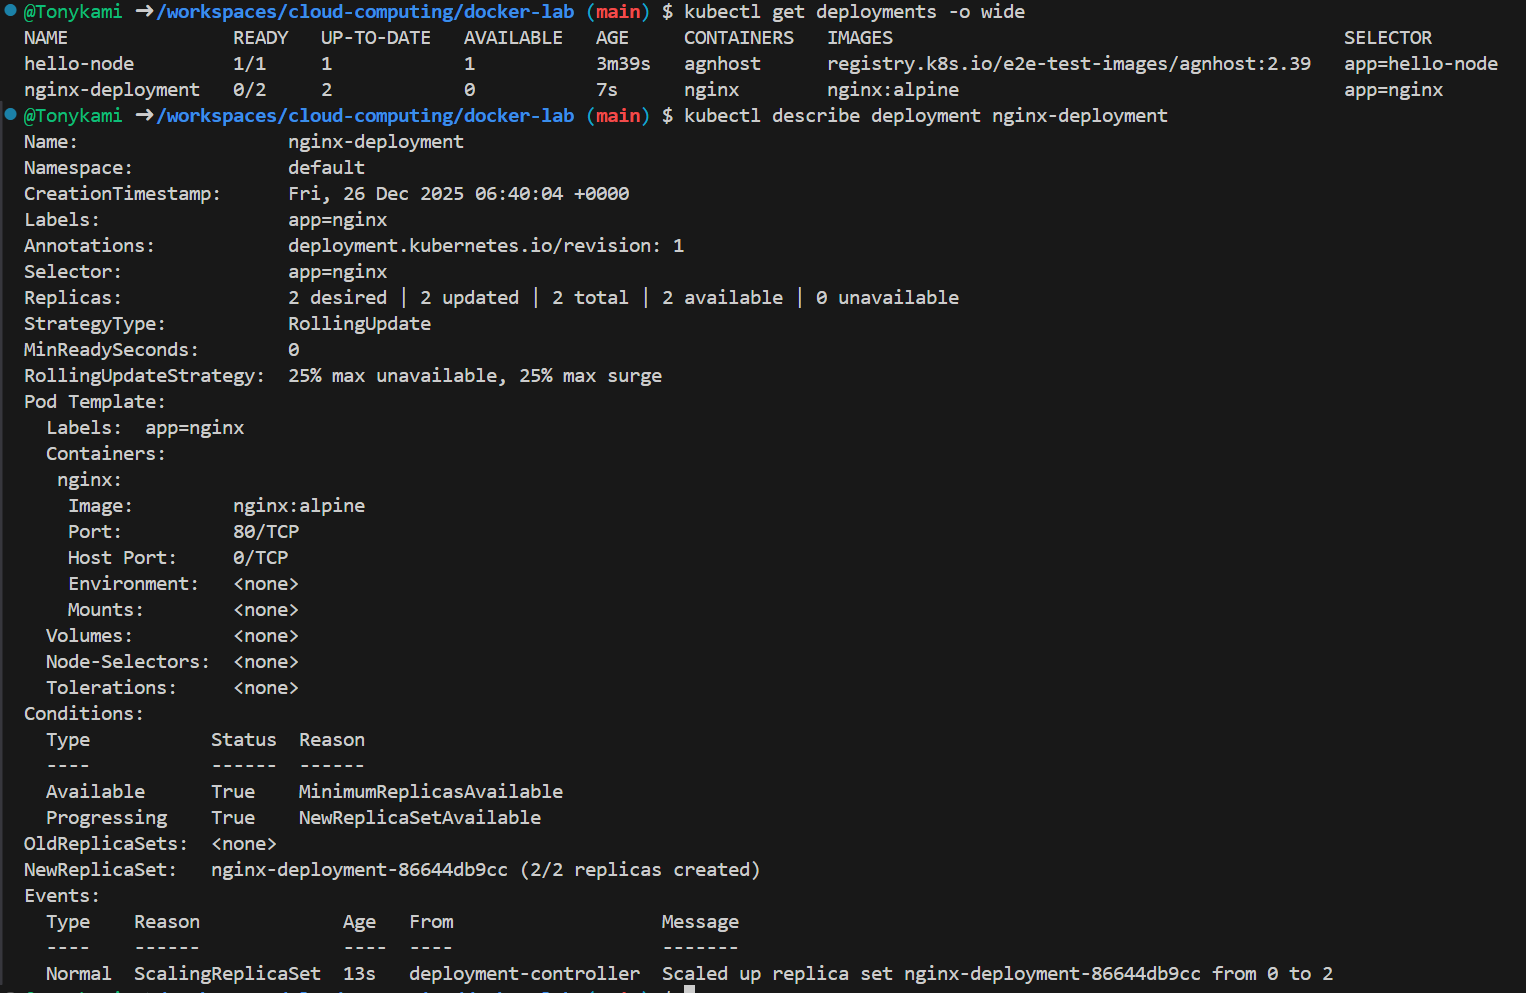 @Tonykami ➜/workspaces/cloud-computing/docker-lab (main) $ kubectl get deployments -o wide
NAME               READY   UP-TO-DATE   AVAILABLE   AGE     CONTAINERS   IMAGES                                         SELECTOR
hello-node         1/1     1            1           3m39s   agnhost      registry.k8s.io/e2e-test-images/agnhost:2.39   app=hello-node
nginx-deployment   0/2     2            0           7s      nginx        nginx:alpine                                   app=nginx
@Tonykami ➜/workspaces/cloud-computing/docker-lab (main) $ kubectl describe deployment nginx-deployment
Name:                   nginx-deployment
Namespace:              default
CreationTimestamp:      Fri, 26 Dec 2025 06:40:04 +0000
Labels:                 app=nginx
Annotations:            deployment.kubernetes.io/revision: 1
Selector:               app=nginx
Replicas:               2 desired | 2 updated | 2 total | 2 available | 0 unavailable
StrategyType:           RollingUpdate
MinReadySeconds:        0
RollingUpdateStrategy:  25% max unavailable, 25% max surge
Pod Template:
  Labels:  app=nginx
  Containers:
   nginx:
    Image:         nginx:alpine
    Port:          80/TCP
    Host Port:     0/TCP
    Environment:   <none>
    Mounts:        <none>
  Volumes:         <none>
  Node-Selectors:  <none>
  Tolerations:     <none>
Conditions:
  Type           Status  Reason
  ----           ------  ------
  Available      True    MinimumReplicasAvailable
  Progressing    True    NewReplicaSetAvailable
OldReplicaSets:  <none>
NewReplicaSet:   nginx-deployment-86644db9cc (2/2 replicas created)
Events:
  Type    Reason             Age   From                   Message
  ----    ------             ----  ----                   -------
  Normal  ScalingReplicaSet  13s   deployment-controller  Scaled up replica set nginx-deployment-86644db9cc from 0 to 2